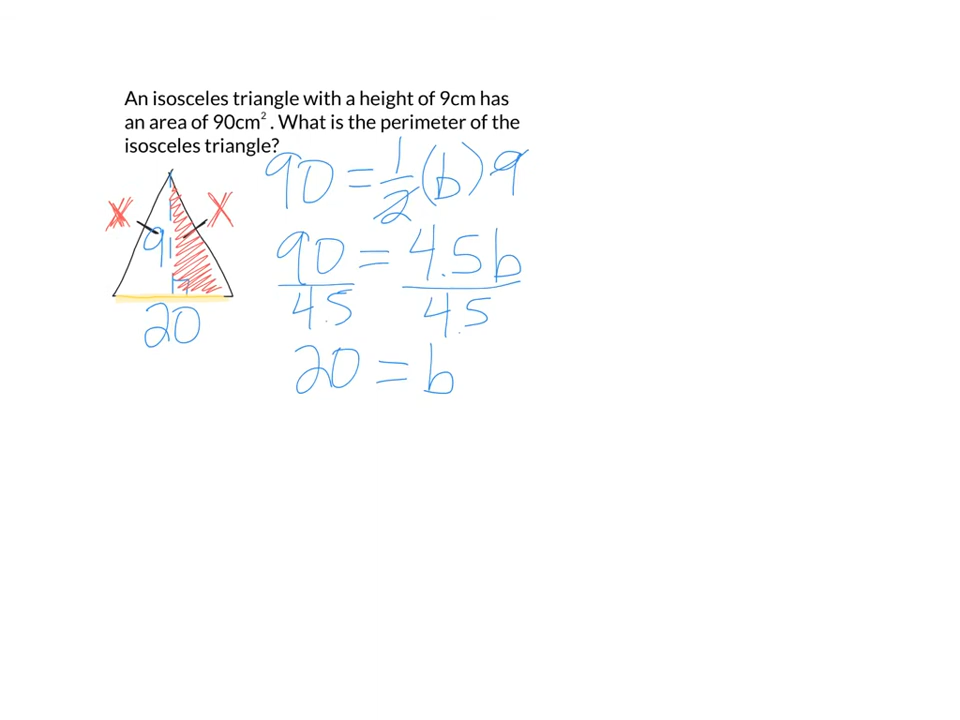 An isosceles triangle with a height of 9cm has
an area of 90cm². What is the perimeter of the
isosceles triangle?
90 = 1/2 (b) 9
X X
9
90 = 4.5b
4.5 4.5
20
20 = b